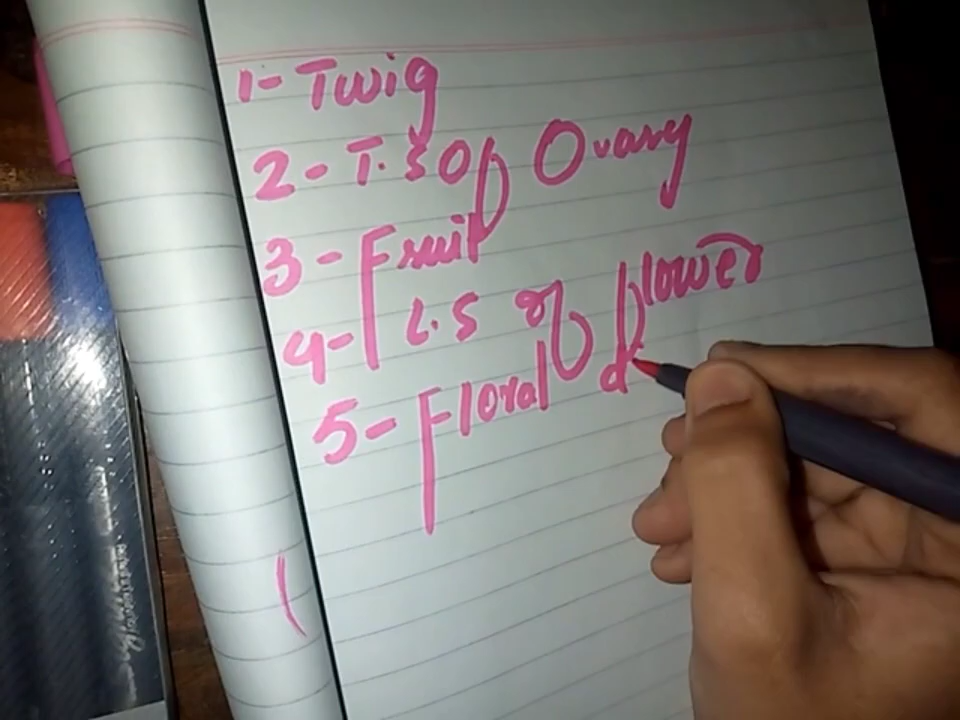 1- Twig
2- T.S Of Ovary
3- Fruit
4- L.S of flower
5- Floral d